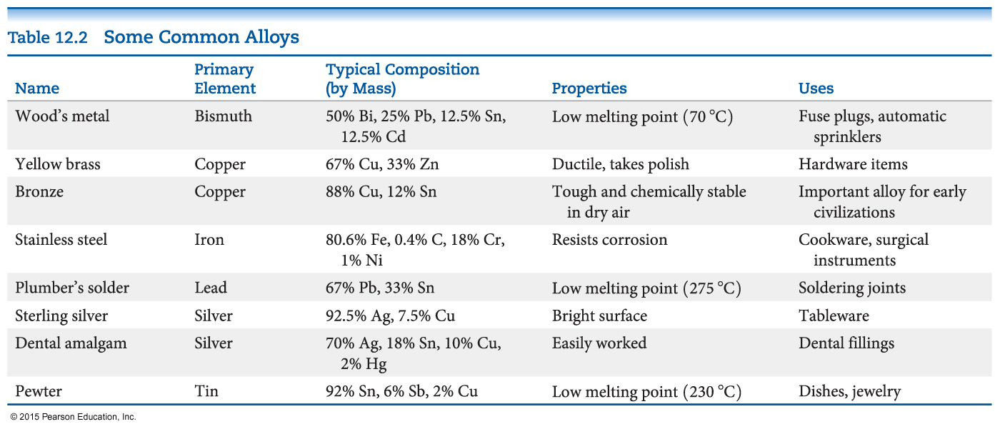 Table 12.2 Some Common Alloys
Name Primary Element Typical Composition (by Mass) Properties Uses
Wood’s metal Bismuth 50% Bi, 25% Pb, 12.5% Sn, 12.5% Cd Low melting point (70 °C) Fuse plugs, automatic sprinklers
Yellow brass Copper 67% Cu, 33% Zn Ductile, takes polish Hardware items
Bronze Copper 88% Cu, 12% Sn Tough and chemically stable in dry air Important alloy for early civilizations
Stainless steel Iron 80.6% Fe, 0.4% C, 18% Cr, 1% Ni Resists corrosion Cookware, surgical instruments
Plumber’s solder Lead 67% Pb, 33% Sn Low melting point (275 °C) Soldering joints
Sterling silver Silver 92.5% Ag, 7.5% Cu Bright surface Tableware
Dental amalgam Silver 70% Ag, 18% Sn, 10% Cu, 2% Hg Easily worked Dental fillings
Pewter Tin 92% Sn, 6% Sb, 2% Cu Low melting point (230 °C) Dishes, jewelry
© 2015 Pearson Education, Inc.